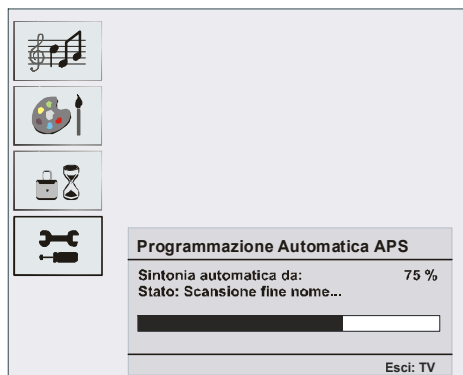 Programmazione Automatica APS
Sintonia automatica da: 75 %
Stato: Scansione fine nome...
Esci: TV